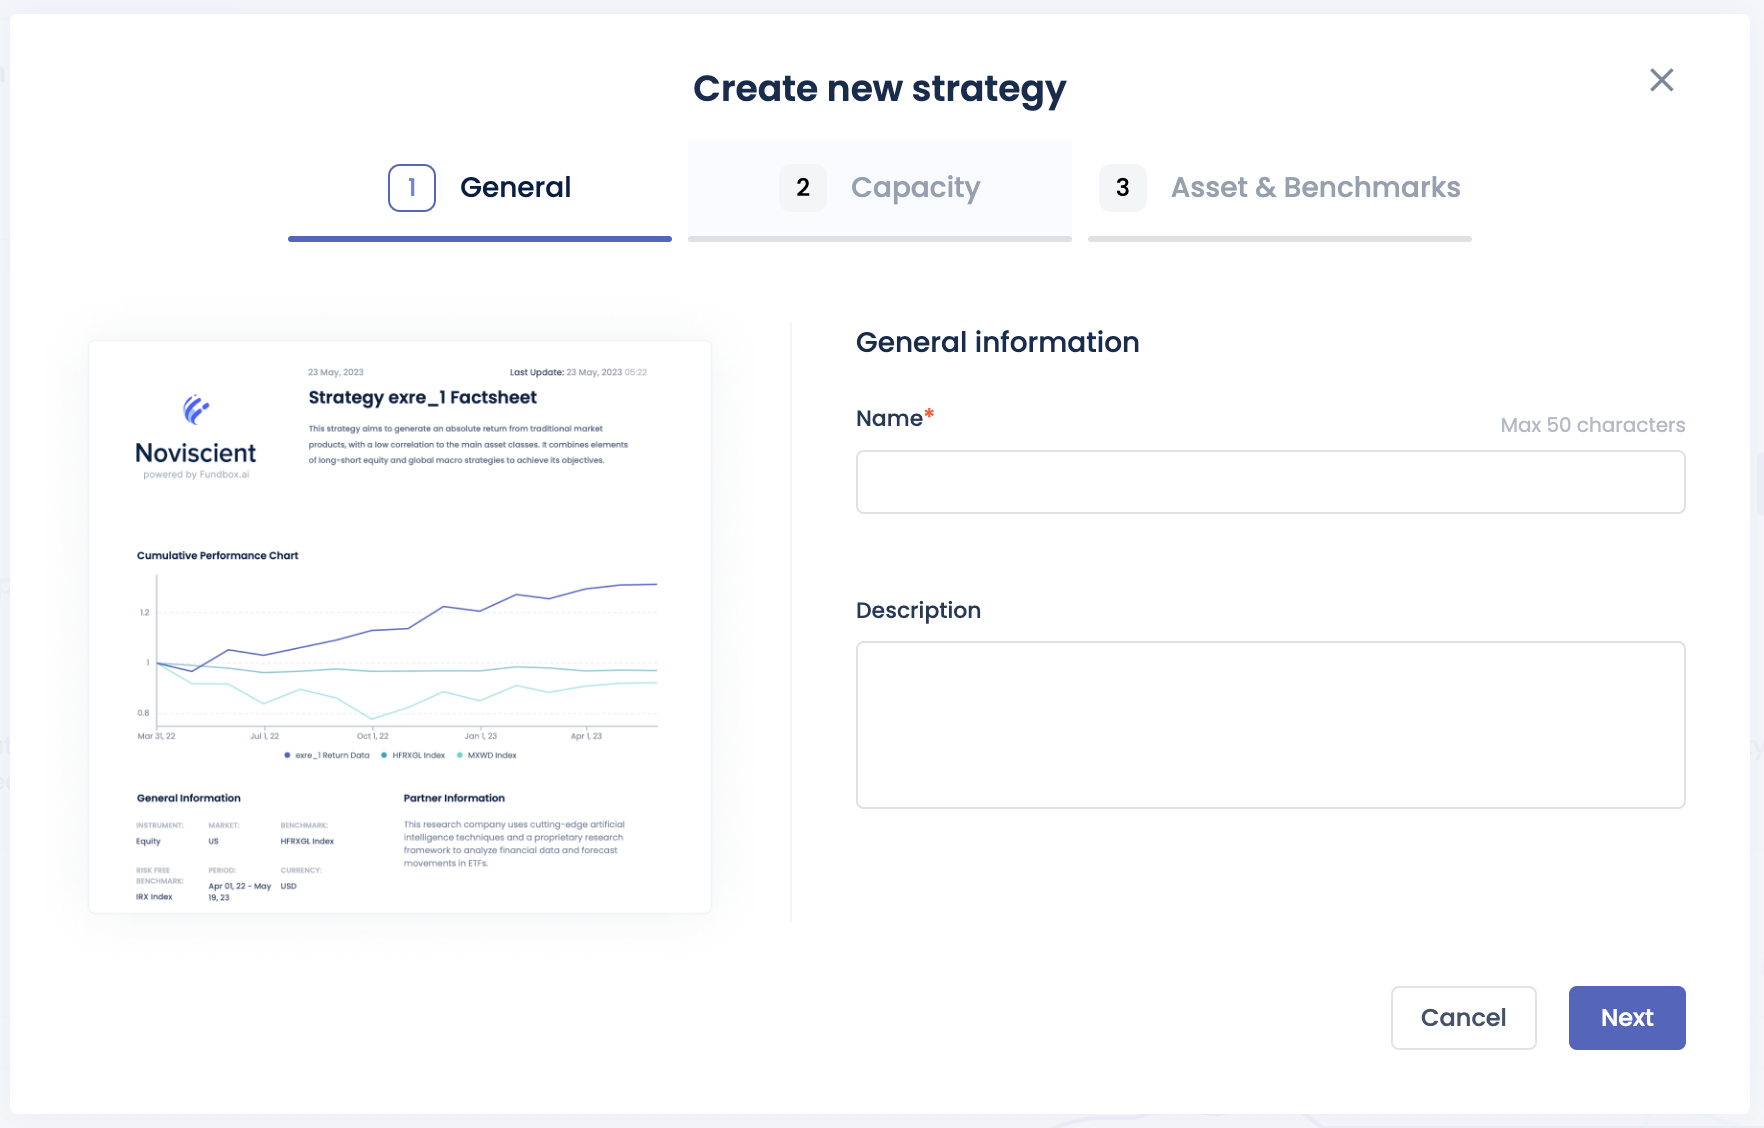 Create new strategy
1 General
2 Capacity
3 Asset & Benchmarks
23 May, 2023
Last Update: 23 May, 2023 05:22
Strategy exre_1 Factsheet
This strategy aims to generate an absolute return from traditional market
products, with a low correlation to the main asset classes. It combines elements
of long-short equity and global macro strategies to achieve its objectives.
Noviscient
powered by Fundbox.ai
Cumulative Performance Chart
1.2
1
0.8
Mar 31, 22
Jul 1, 22
Oct 1, 22
Jan 1, 23
Apr 1, 23
exre_1 Return Data
HFRXGL Index
MXWD Index
General Information
INSTRUMENT:
Equity
MARKET:
US
BENCHMARK:
HFRXGL Index
RISK FREE
BENCHMARK:
IRX Index
PERIOD:
Apr 01, 22 - May
19, 23
CURRENCY:
USD
Partner Information
This research company uses cutting-edge artificial
intelligence techniques and a proprietary research
framework to analyze financial data and forecast
movements in ETFs.
General information
Name*
Max 50 characters
Description
Cancel
Next